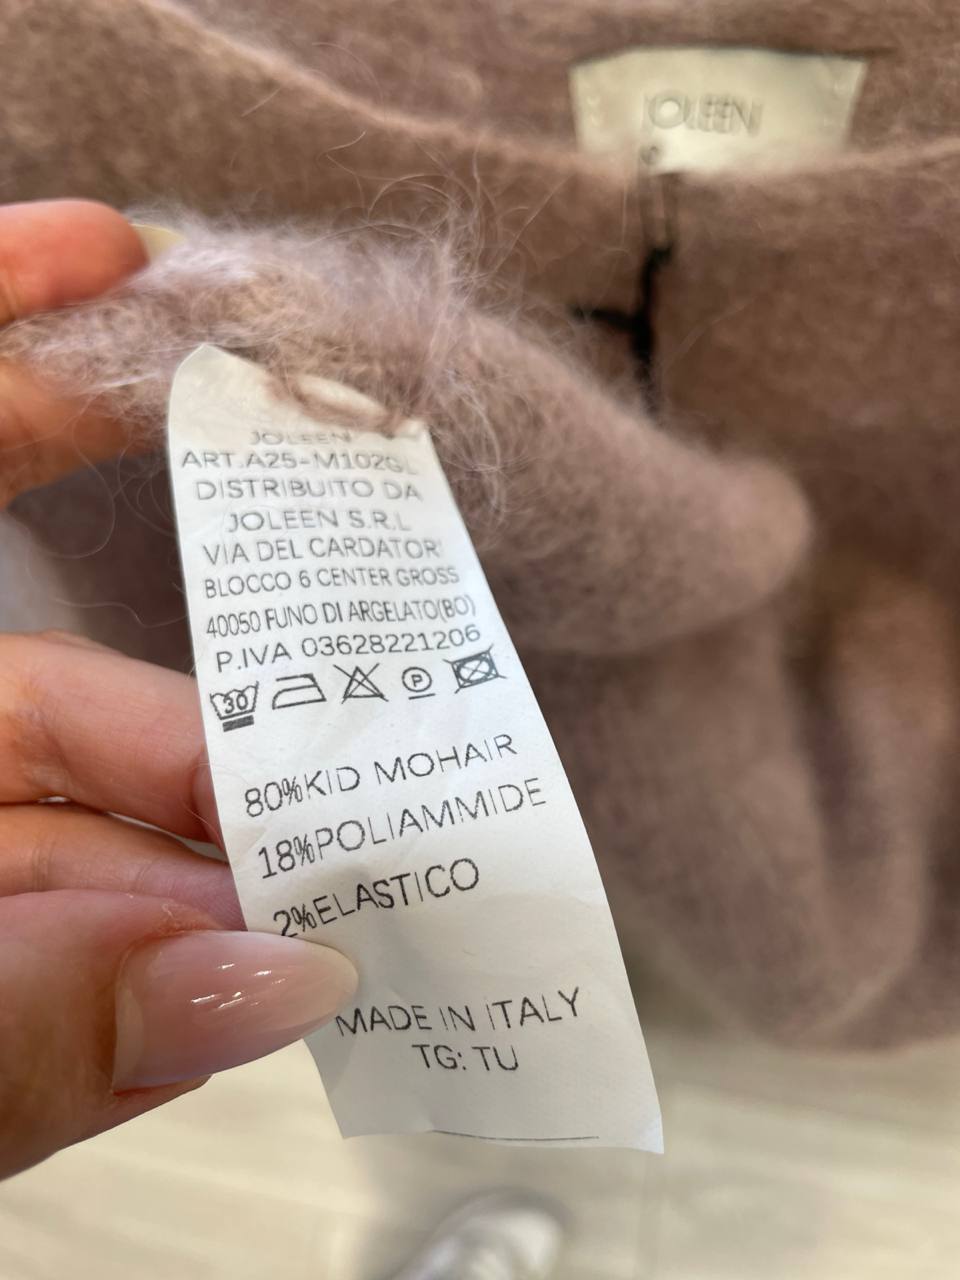 JOLEEN
JOLEEN
ART.A25-M102GL
DISTRIBUITO DA
JOLEEN S.R.L
VIA DEL CARDATORI
BLOCCO 6 CENTER GROSS
40050 FUNO DI ARGELATO(BO)
P.IVA 03628221206
30 P
80%KID MOHAIR
18%POLIAMMIDE
2%ELASTICO
MADE IN ITALY
TG: TU